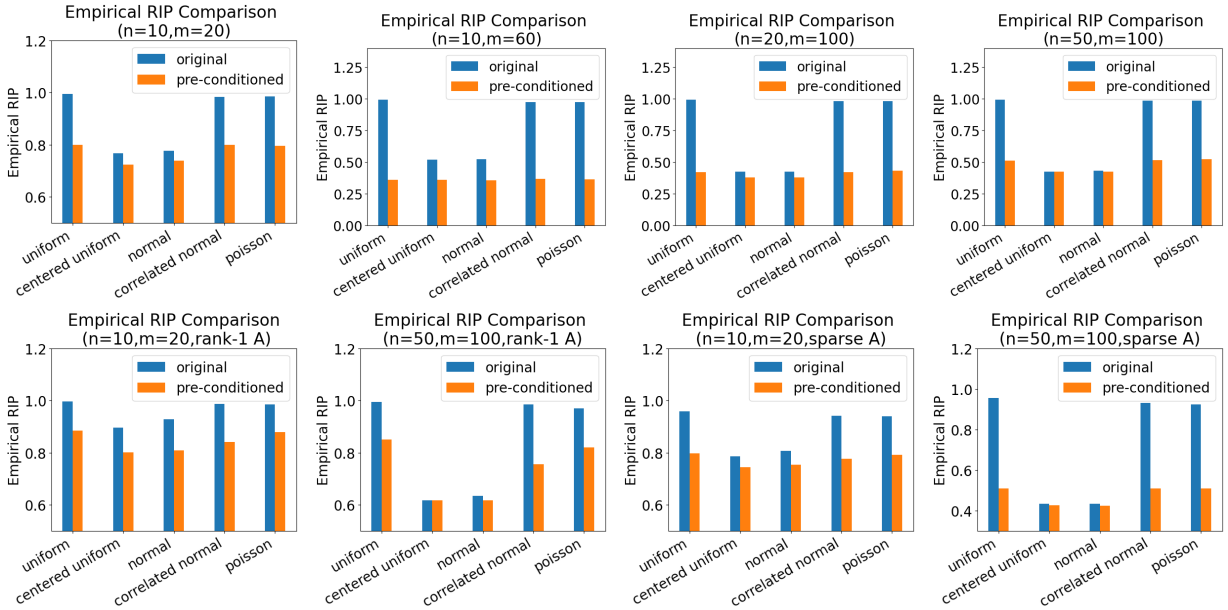 Empirical RIP Comparison
(n=10,m=20)
1.2
1.0
0.8
0.6
Empirical RIP
original
pre-conditioned
uniform
centered uniform
normal
correlated normal
poisson
Empirical RIP Comparison
(n=10,m=60)
1.25
1.00
0.75
0.50
0.25
0.00
Empirical RIP
original
pre-conditioned
uniform
centered uniform
normal
correlated normal
poisson
Empirical RIP Comparison
(n=20,m=100)
1.25
1.00
0.75
0.50
0.25
0.00
Empirical RIP
original
pre-conditioned
uniform
centered uniform
normal
correlated normal
poisson
Empirical RIP Comparison
(n=50,m=100)
1.25
1.00
0.75
0.50
0.25
0.00
Empirical RIP
original
pre-conditioned
uniform
centered uniform
normal
correlated normal
poisson
Empirical RIP Comparison
(n=10,m=20,rank-1 A)
1.2
1.0
0.8
0.6
Empirical RIP
original
pre-conditioned
uniform
centered uniform
normal
correlated normal
poisson
Empirical RIP Comparison
(n=50,m=100,rank-1 A)
1.2
1.0
0.8
0.6
Empirical RIP
original
pre-conditioned
uniform
centered uniform
normal
correlated normal
poisson
Empirical RIP Comparison
(n=10,m=20,sparse A)
1.2
1.0
0.8
0.6
Empirical RIP
original
pre-conditioned
uniform
centered uniform
normal
correlated normal
poisson
Empirical RIP Comparison
(n=50,m=100,sparse A)
1.2
1.0
0.8
0.6
0.4
Empirical RIP
original
pre-conditioned
uniform
centered uniform
normal
correlated normal
poisson